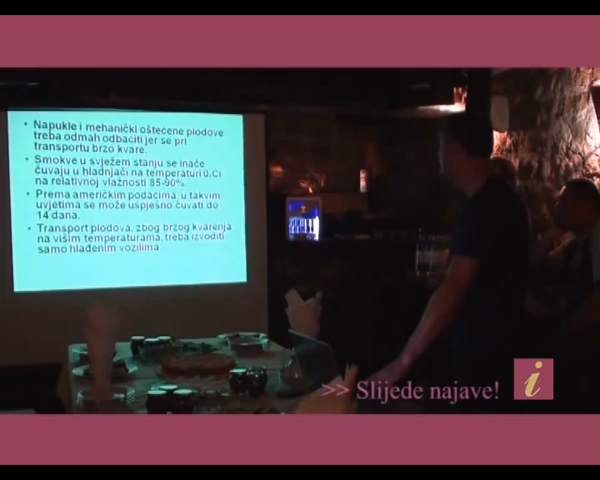 • Napukle i mehanički oštećene plodove
treba odmah odbaciti jer se pri
transportu brzo kvare.
• Smokve u svježem stanju se inače
čuvaju u hladnjači na temperaturi 0 Ci
na relativnoj vlažnosti 85-90%.
• Prema američkim podacima, u takvim
uvjetima se može uspješno čuvati do
14 dana.
• Transport plodova, zbog brzog kvarenja
na višim temperaturama, treba izvoditi
samo hlađenim vozilima
>> Slijede najave!
i